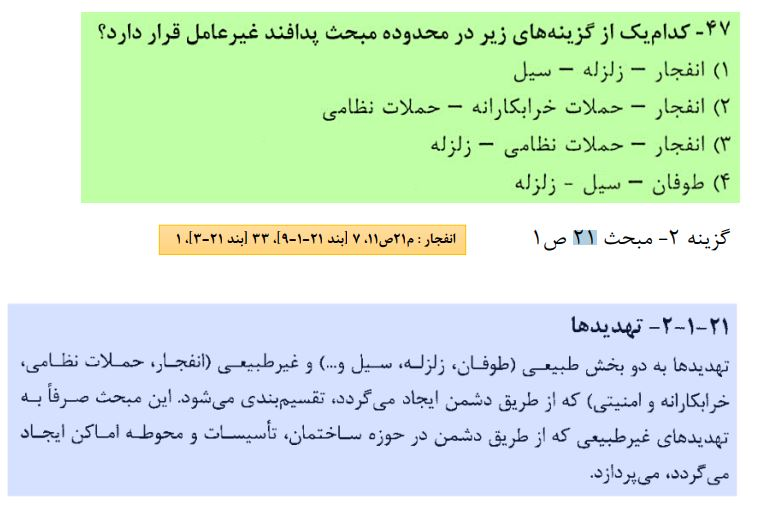 ۴۷- کدام‌یک از گزینه‌های زیر در محدوده مبحث پدافند غیرعامل قرار دارد؟
۱) انفجار – زلزله – سیل
۲) انفجار – حملات خرابکارانه – حملات نظامی
۳) انفجار – حملات نظامی – زلزله
۴) طوفان – سیل - زلزله
گزینه ۲- مبحث ۲۱ ص۱
انفجار : م۲۱ص۱۱، ۷ [بند ۲۱-۱-۹]، ۳۳ [بند ۲۱-۳]، ۱
۲۱-۱-۲- تهدیدها
تهدیدها به دو بخش طبیعی (طوفان، زلزله، سیل و...) و غیرطبیعی (انفجار، حملات نظامی،
خرابکارانه و امنیتی) که از طریق دشمن ایجاد می‌گردد، تقسیم‌بندی می‌شود. این مبحث صرفاً به
تهدیدهای غیرطبیعی که از طریق دشمن در حوزه ساختمان، تأسیسات و محوطه اماکن ایجاد
می‌گردد، می‌پردازد.